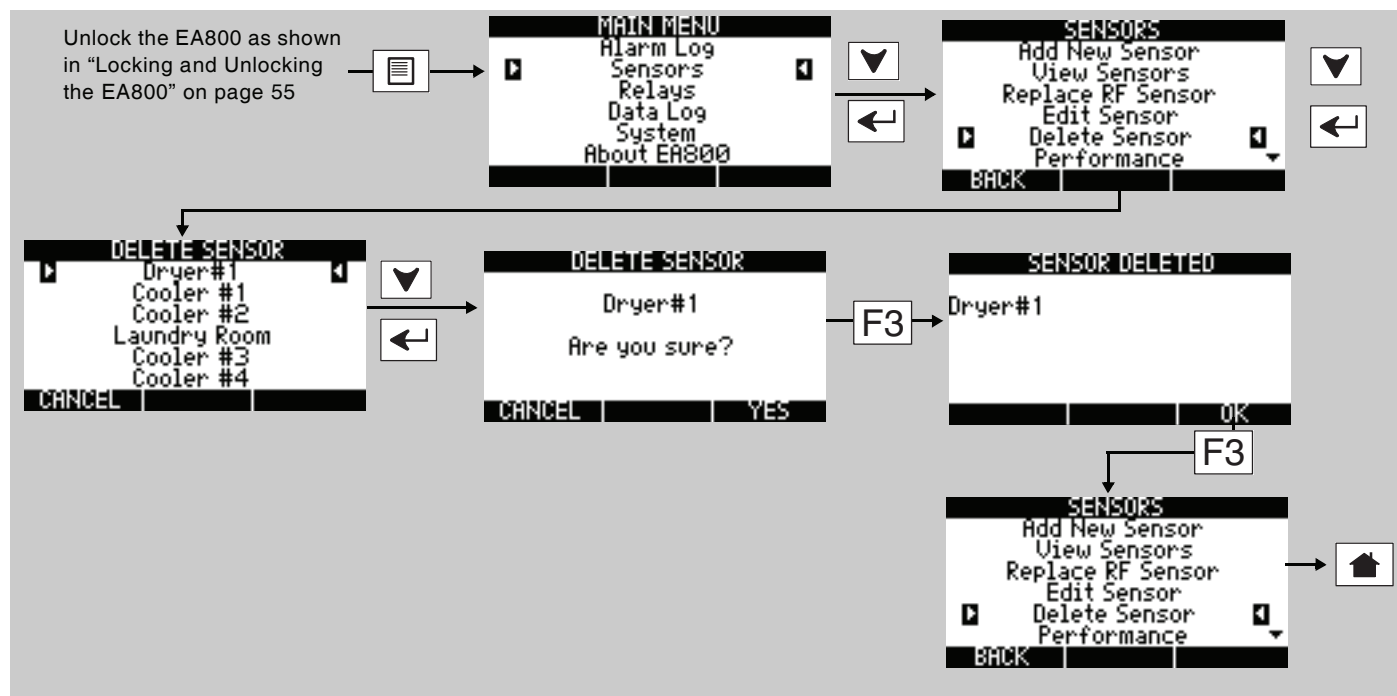 Unlock the EA800 as shown
in “Locking and Unlocking
the EA800” on page 55
MAIN MENU
Alarm Log
Sensors
Relays
Data Log
System
About EA800
SENSORS
Add New Sensor
View Sensors
Replace RF Sensor
Edit Sensor
Delete Sensor
Performance
BACK
DELETE SENSOR
Dryer#1
Cooler #1
Cooler #2
Laundry Room
Cooler #3
Cooler #4
CANCEL
DELETE SENSOR
Dryer#1
Are you sure?
CANCEL YES
F3
SENSOR DELETED
Dryer#1
OK
F3
SENSORS
Add New Sensor
View Sensors
Replace RF Sensor
Edit Sensor
Delete Sensor
Performance
BACK